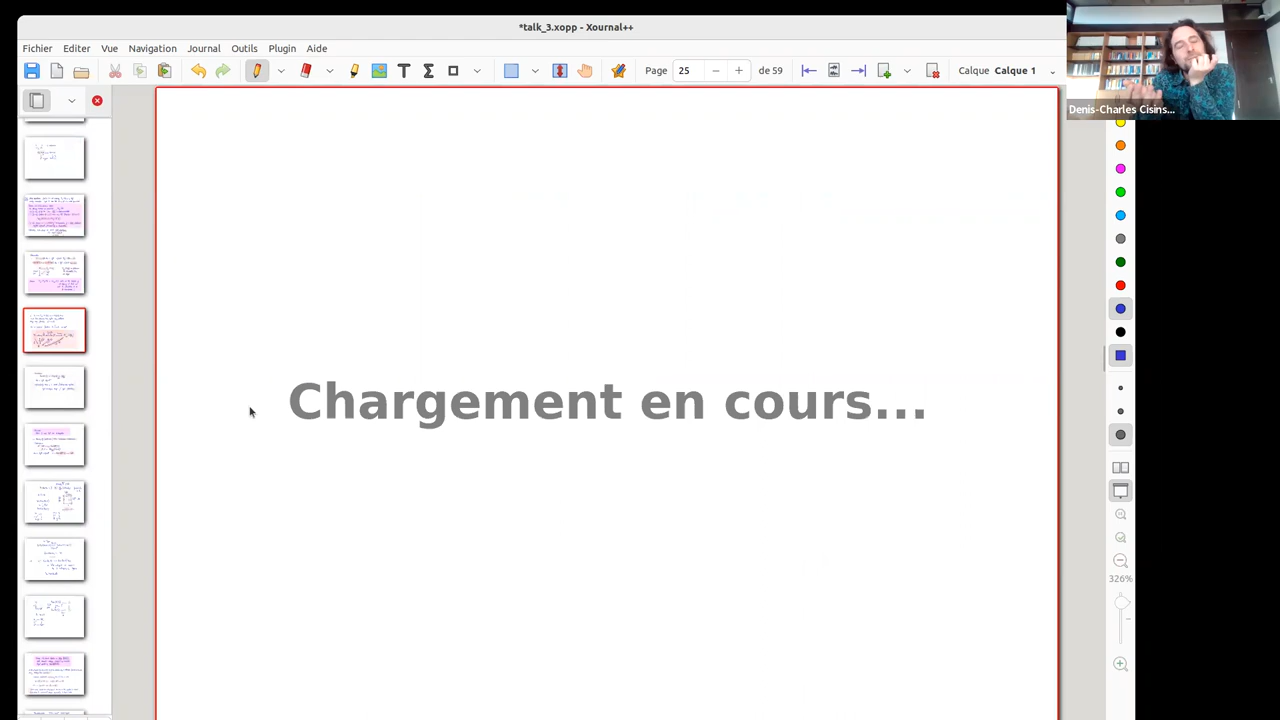 *talk_3.xopp - Xournal++
Fichier Editer Vue Navigation Journal Outils Plugin Aide
Page 25 de 59 Calque Calque 1
Denis-Charles Cisins...
Chargement en cours...
326%